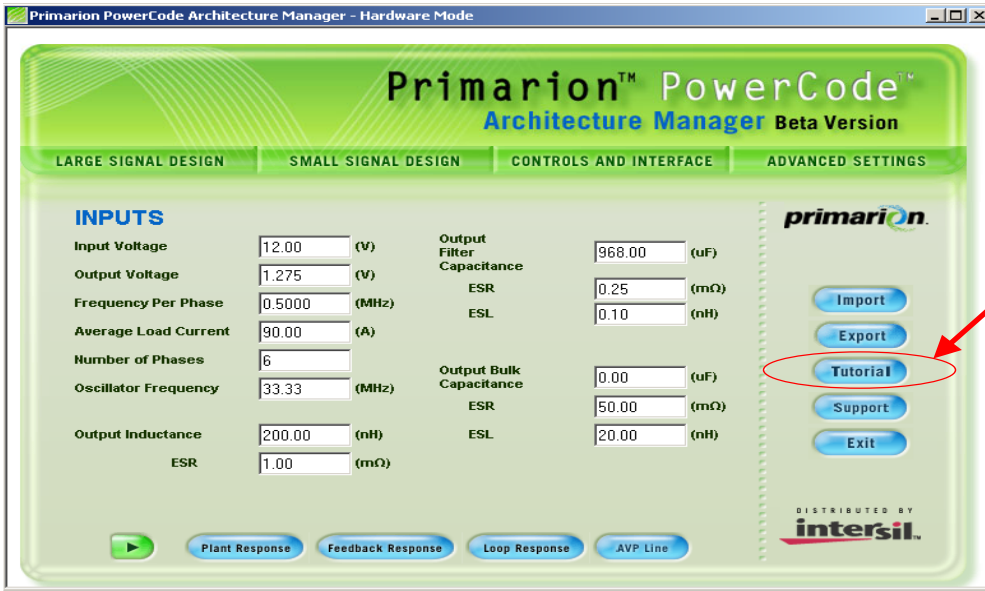 Primarion PowerCode Architecture Manager - Hardware Mode
Primarion™ PowerCode™
Architecture Manager Beta Version
LARGE SIGNAL DESIGN
SMALL SIGNAL DESIGN
CONTROLS AND INTERFACE
ADVANCED SETTINGS
INPUTS
Input Voltage 12.00 (V)
Output Voltage 1.275 (V)
Frequency Per Phase 0.5000 (MHz)
Average Load Current 90.00 (A)
Number of Phases 6
Oscillator Frequency 33.33 (MHz)
Output Inductance 200.00 (nH)
ESR 1.00 (mΩ)
Output
Filter
Capacitance
968.00 (uF)
ESR 0.25 (mΩ)
ESL 0.10 (nH)
Output Bulk
Capacitance
0.00 (uF)
ESR 50.00 (mΩ)
ESL 20.00 (nH)
primarion.
Import
Export
Tutorial
Support
Exit
DISTRIBUTED BY
intersil™
Plant Response
Feedback Response
Loop Response
AVP Line